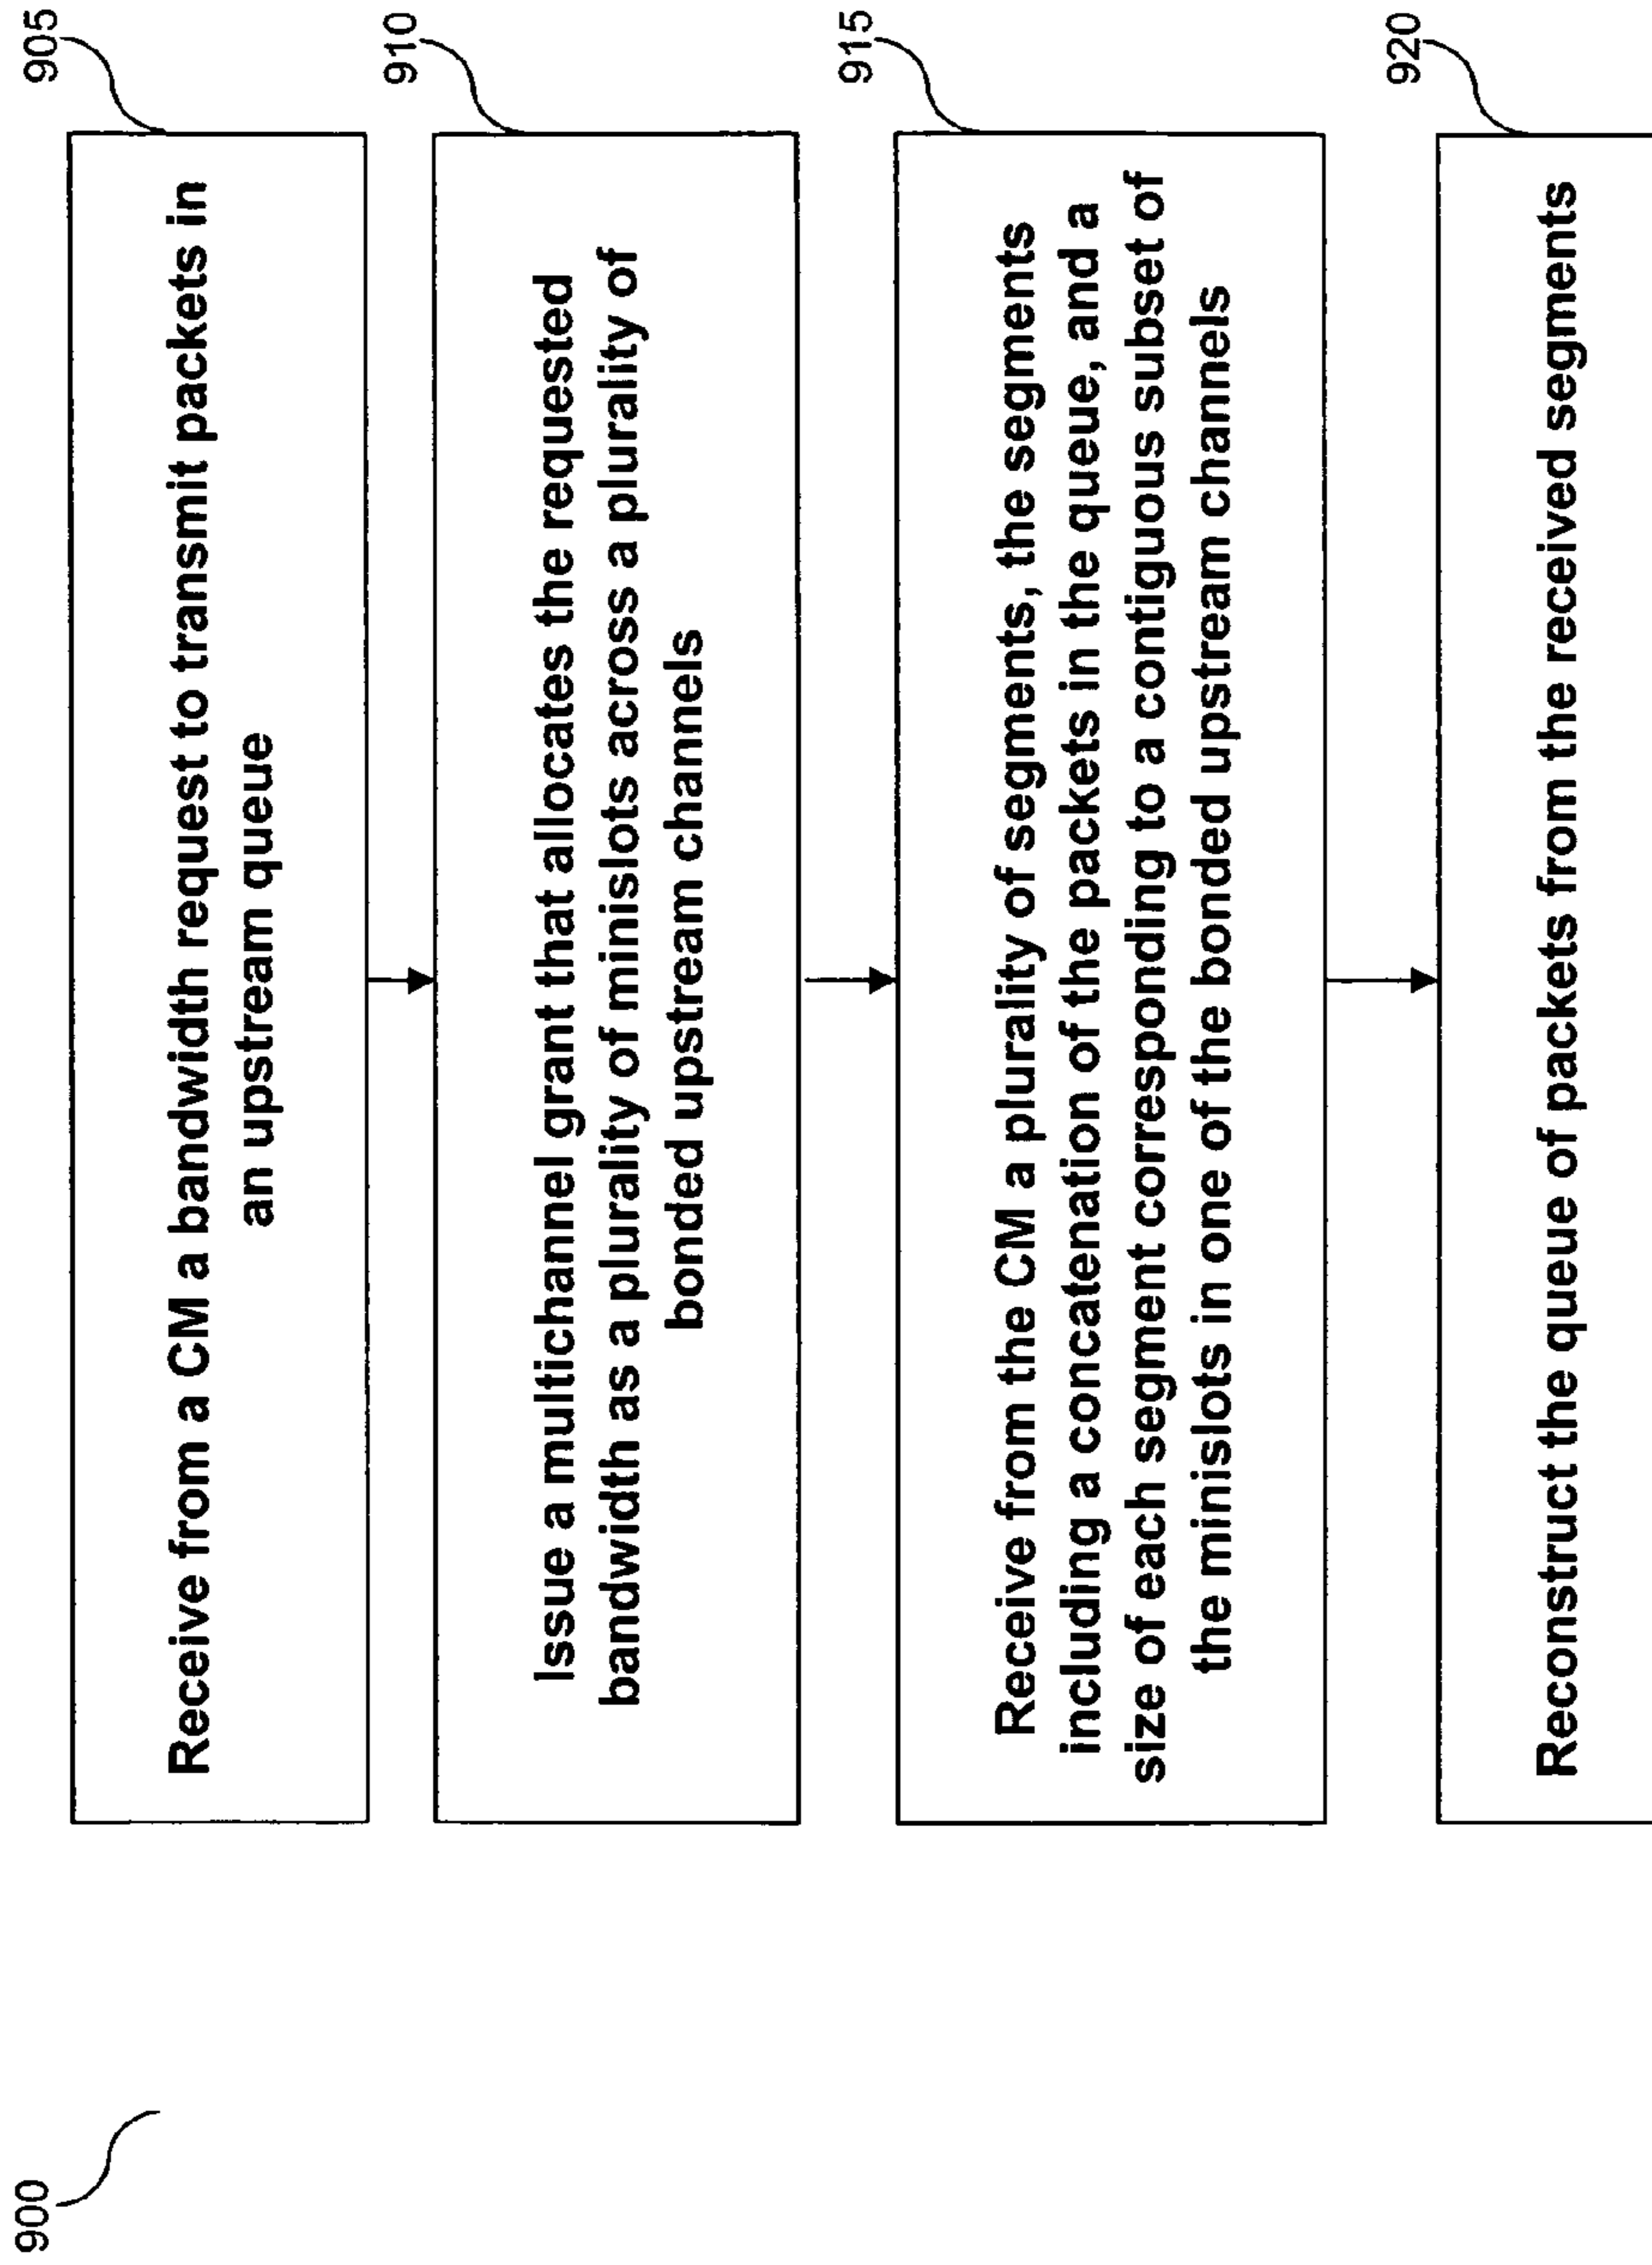 900
905
Receive from a CM a bandwidth request to transmit packets in
an upstream queue
910
Issue a multichannel grant that allocates the requested
bandwidth as a plurality of minislots across a plurality of
bonded upstream channels
915
Receive from the CM a plurality of segments, the segments
including a concatenation of the packets in the queue, and a
size of each segment corresponding to a contiguous subset of
the minislots in one of the bonded upstream channels
920
Reconstruct the queue of packets from the received segments